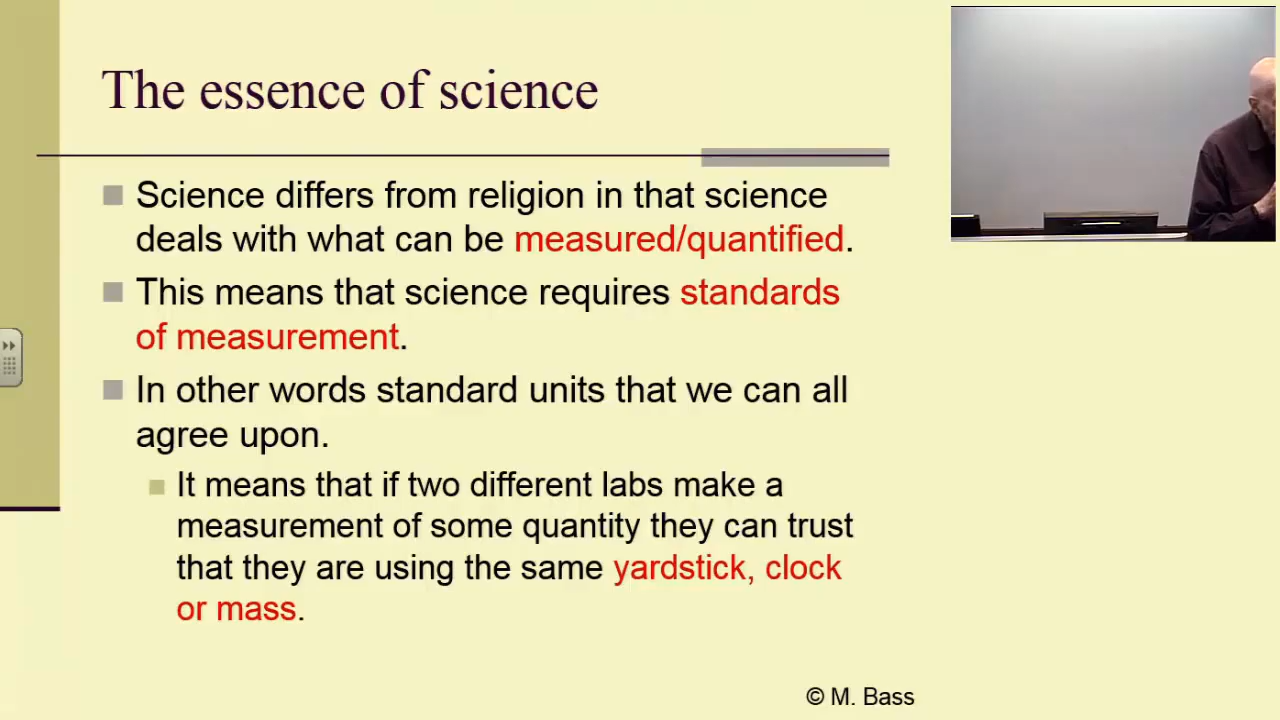 The essence of science
Science differs from religion in that science
deals with what can be measured/quantified.
This means that science requires standards
of measurement.
In other words standard units that we can all
agree upon.
It means that if two different labs make a
measurement of some quantity they can trust
that they are using the same yardstick, clock
or mass.
© M. Bass